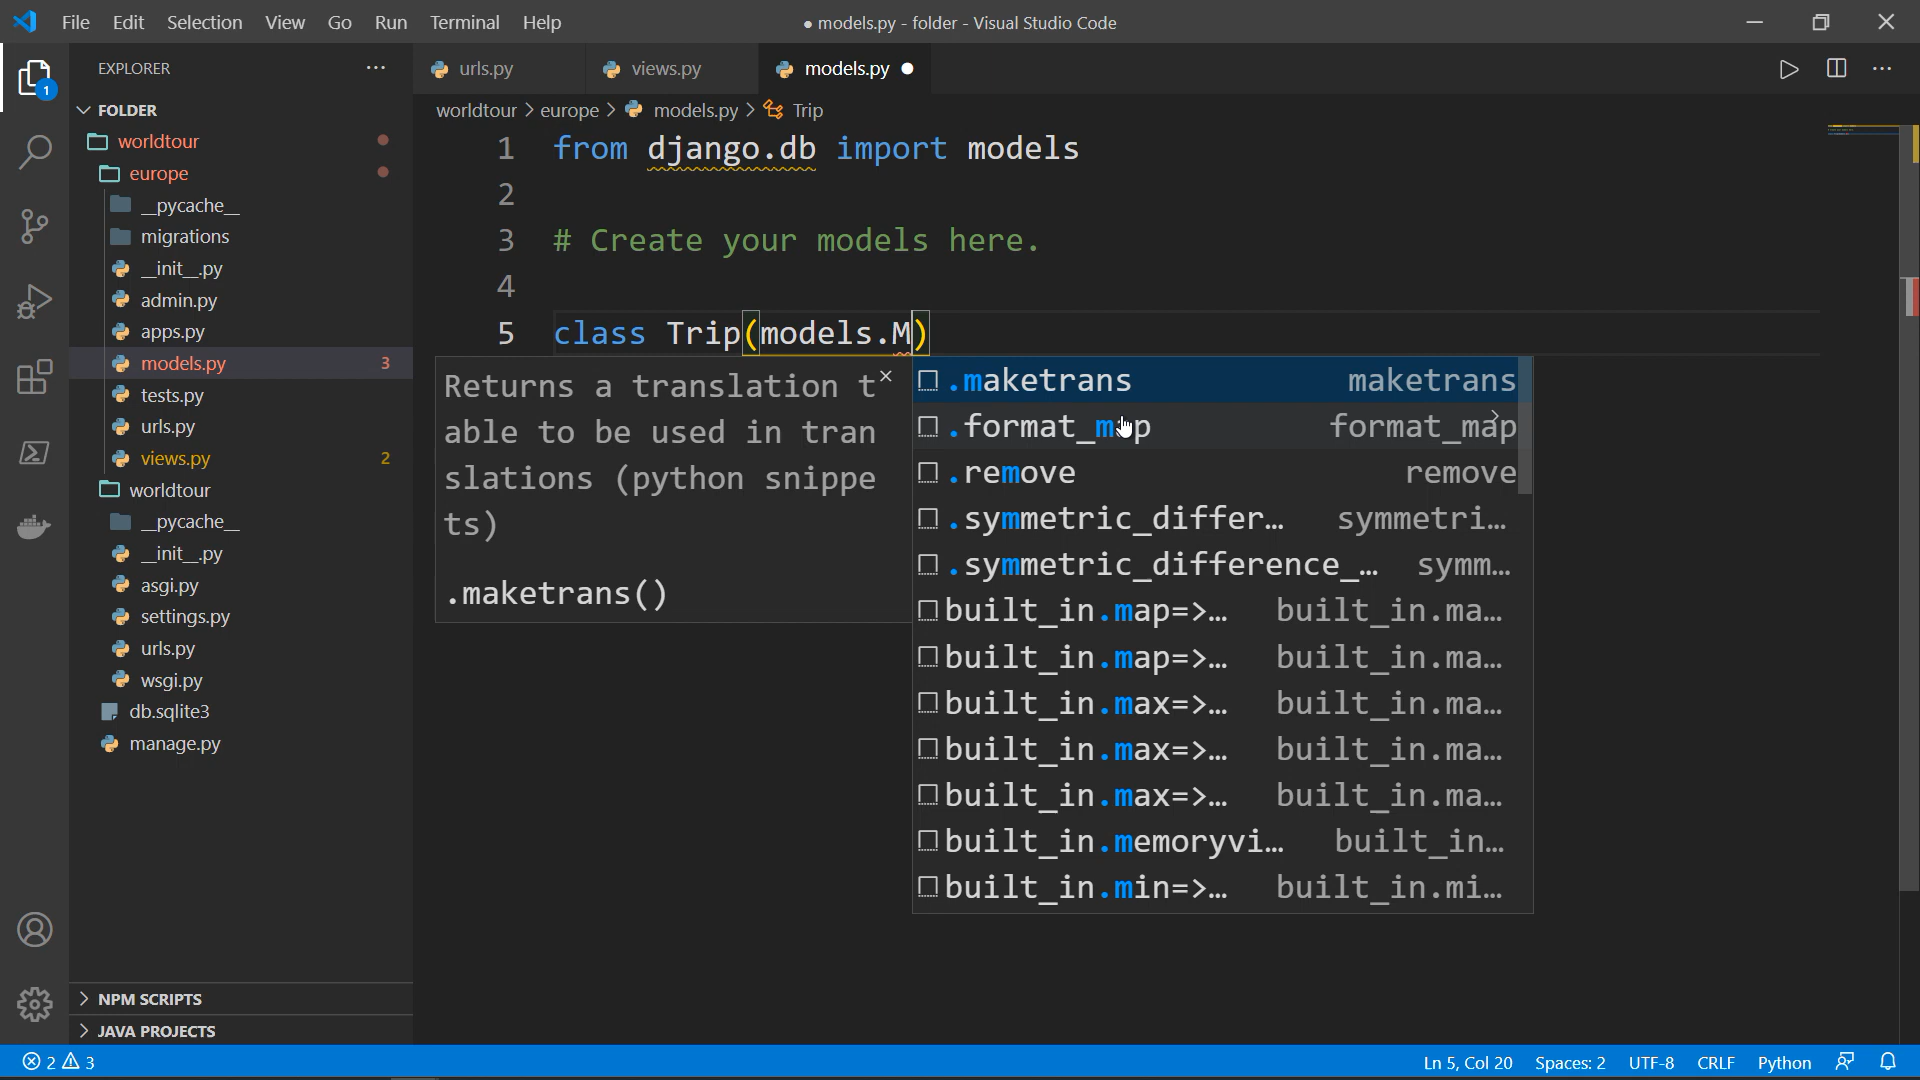 File Edit Selection View Go Run Terminal Help
● models.py - folder - Visual Studio Code
EXPLORER
urls.py
views.py
models.py
FOLDER
worldtour > europe > models.py > Trip
worldtour
europe
__pycache__
migrations
__init__.py
admin.py
apps.py
models.py 3
tests.py
urls.py
views.py 2
worldtour
__pycache__
__init__.py
asgi.py
settings.py
urls.py
wsgi.py
db.sqlite3
manage.py
NPM SCRIPTS
JAVA PROJECTS
1
1 from django.db import models
2
3 # Create your models here.
4
5 class Trip(models.M)
Returns a translation t
able to be used in tran
slations (python snippe
ts)
.maketrans()
.maketrans maketrans
.format_map format_map
.remove remove
.symmetric_differ… symmetri…
.symmetric_difference_… symm…
built_in.map=>… built_in.ma…
built_in.map=>… built_in.ma…
built_in.max=>… built_in.ma…
built_in.max=>… built_in.ma…
built_in.max=>… built_in.ma…
built_in.memoryvi… built_in…
built_in.min=>… built_in.mi…
2 3
Ln 5, Col 20 Spaces: 2 UTF-8 CRLF Python